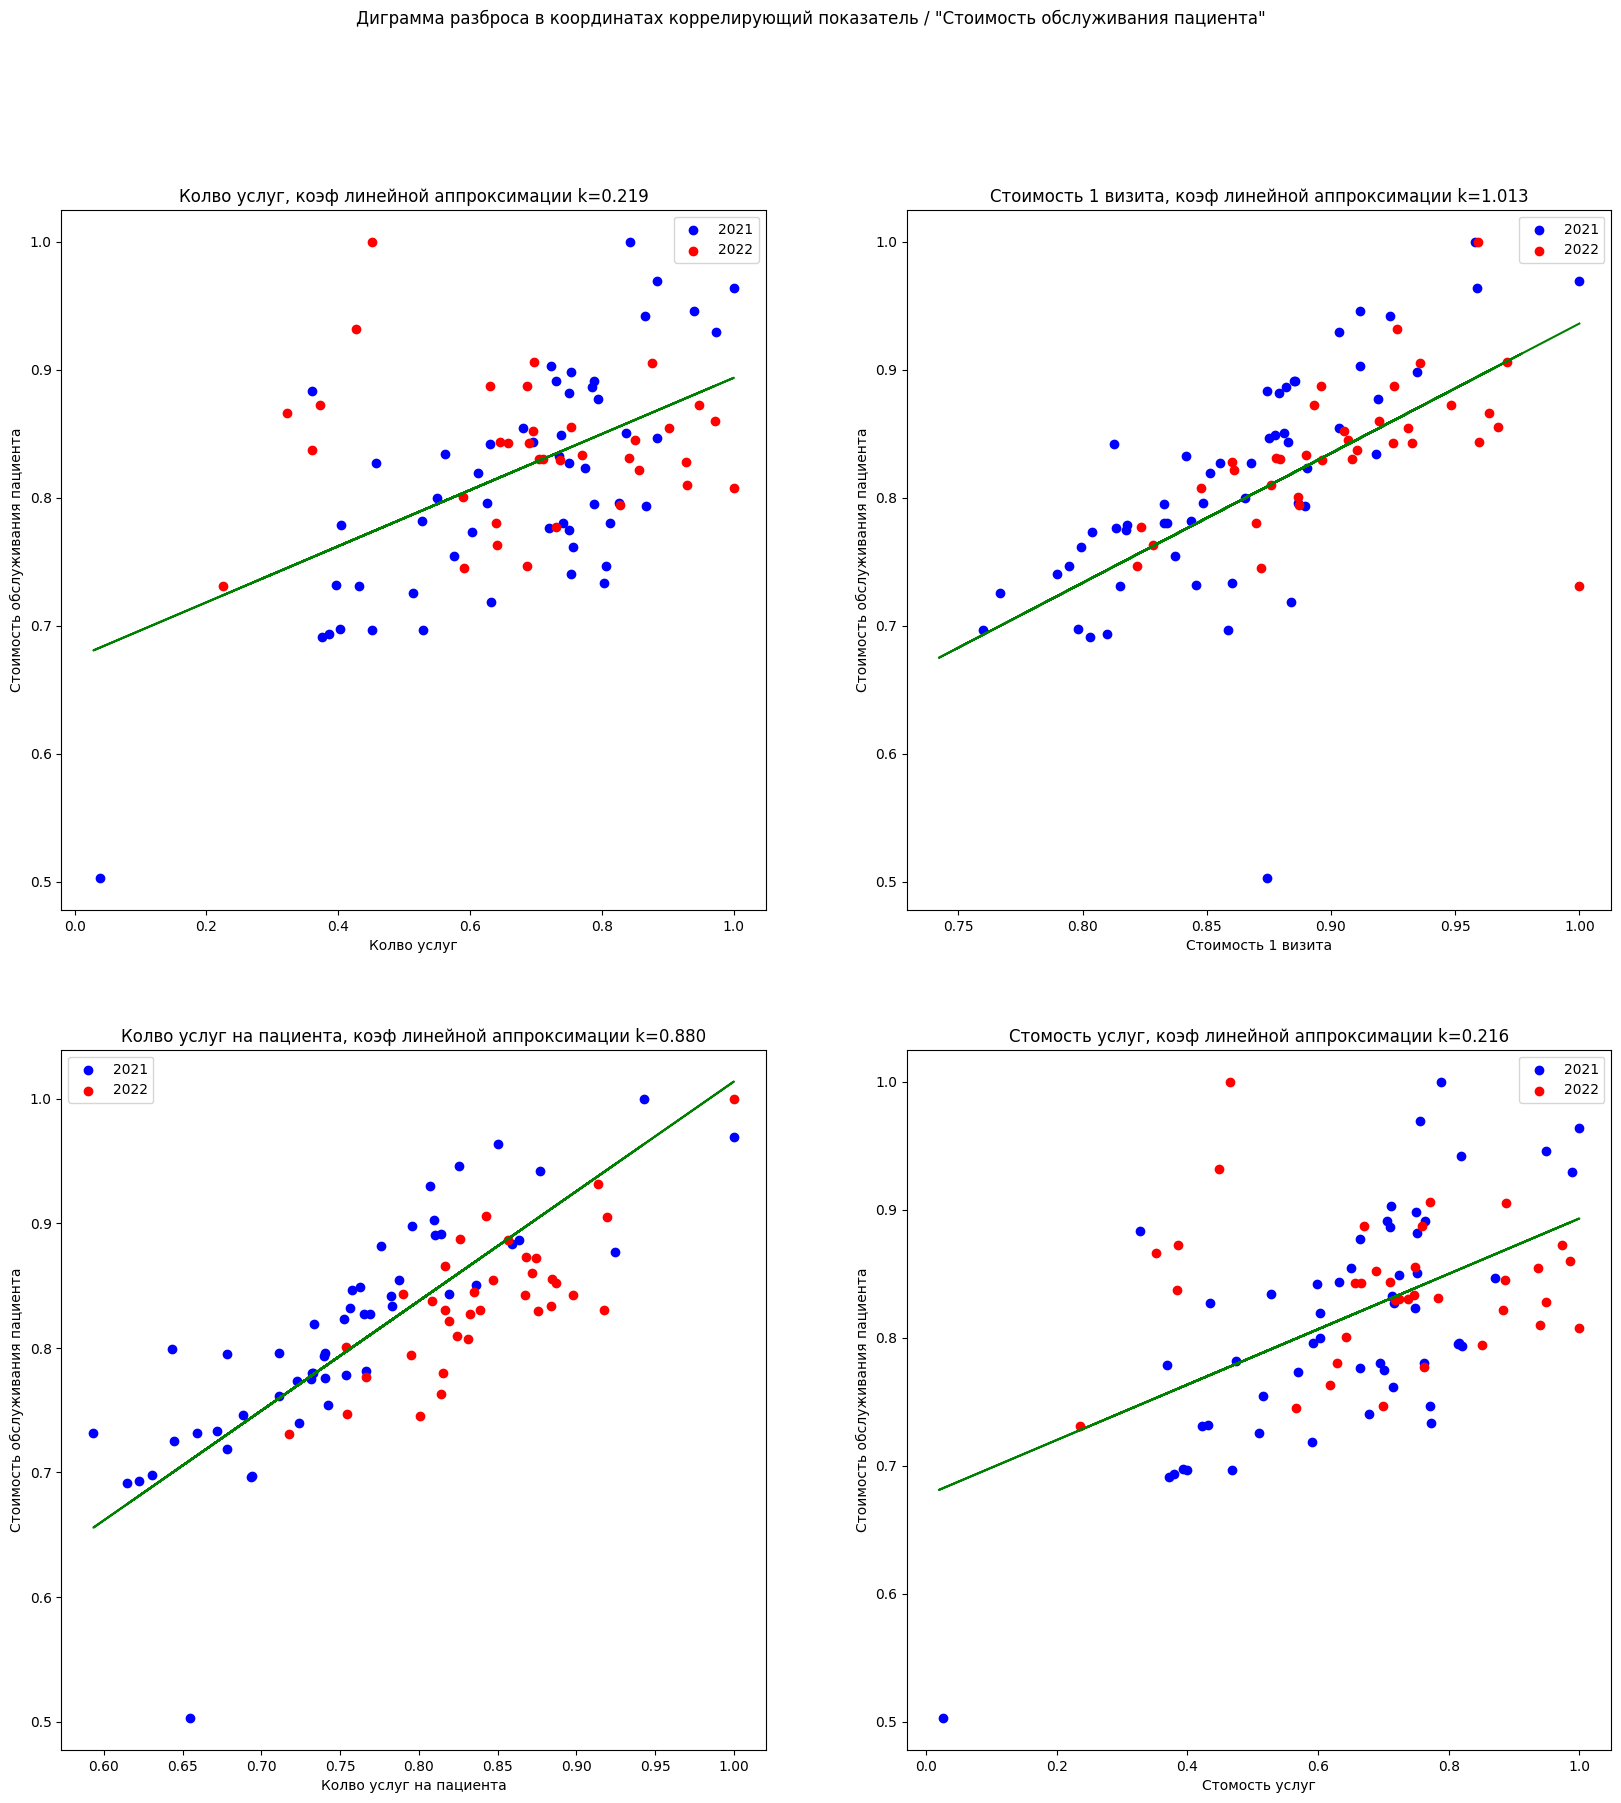 Диграмма разброса в координатах коррелирующий показатель / "Стоимость обслуживания пациента"
Колво услуг, коэф линейной аппроксимации k=0.219
2021
2022
1.0
0.9
0.8
0.7
0.6
0.5
Стоимость обслуживания пациента
0.0 0.2 0.4 0.6 0.8 1.0
Колво услуг
Стоимость 1 визита, коэф линейной аппроксимации k=1.013
2021
2022
1.0
0.9
0.8
0.7
0.6
0.5
Стоимость обслуживания пациента
0.75 0.80 0.85 0.90 0.95 1.00
Стоимость 1 визита
Колво услуг на пациента, коэф линейной аппроксимации k=0.880
2021
2022
1.0
0.9
0.8
0.7
0.6
0.5
Стоимость обслуживания пациента
0.60 0.65 0.70 0.75 0.80 0.85 0.90 0.95 1.00
Колво услуг на пациента
Стомость услуг, коэф линейной аппроксимации k=0.216
2021
2022
1.0
0.9
0.8
0.7
0.6
0.5
Стоимость обслуживания пациента
0.0 0.2 0.4 0.6 0.8 1.0
Стомость услуг